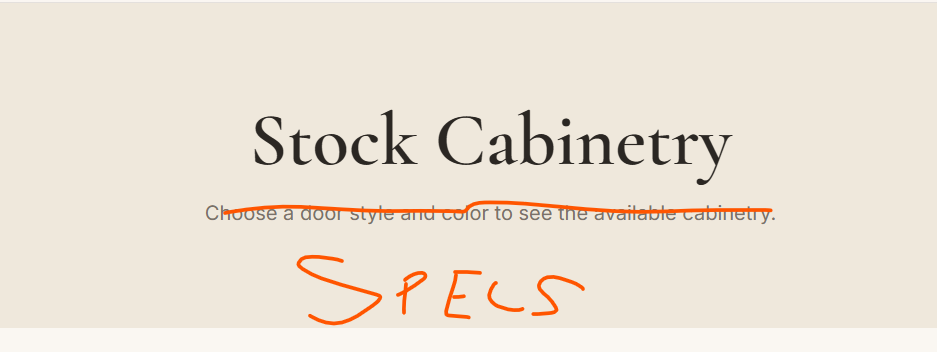 Stock Cabinetry
Choose a door style and color to see the available cabinetry.
SPECS